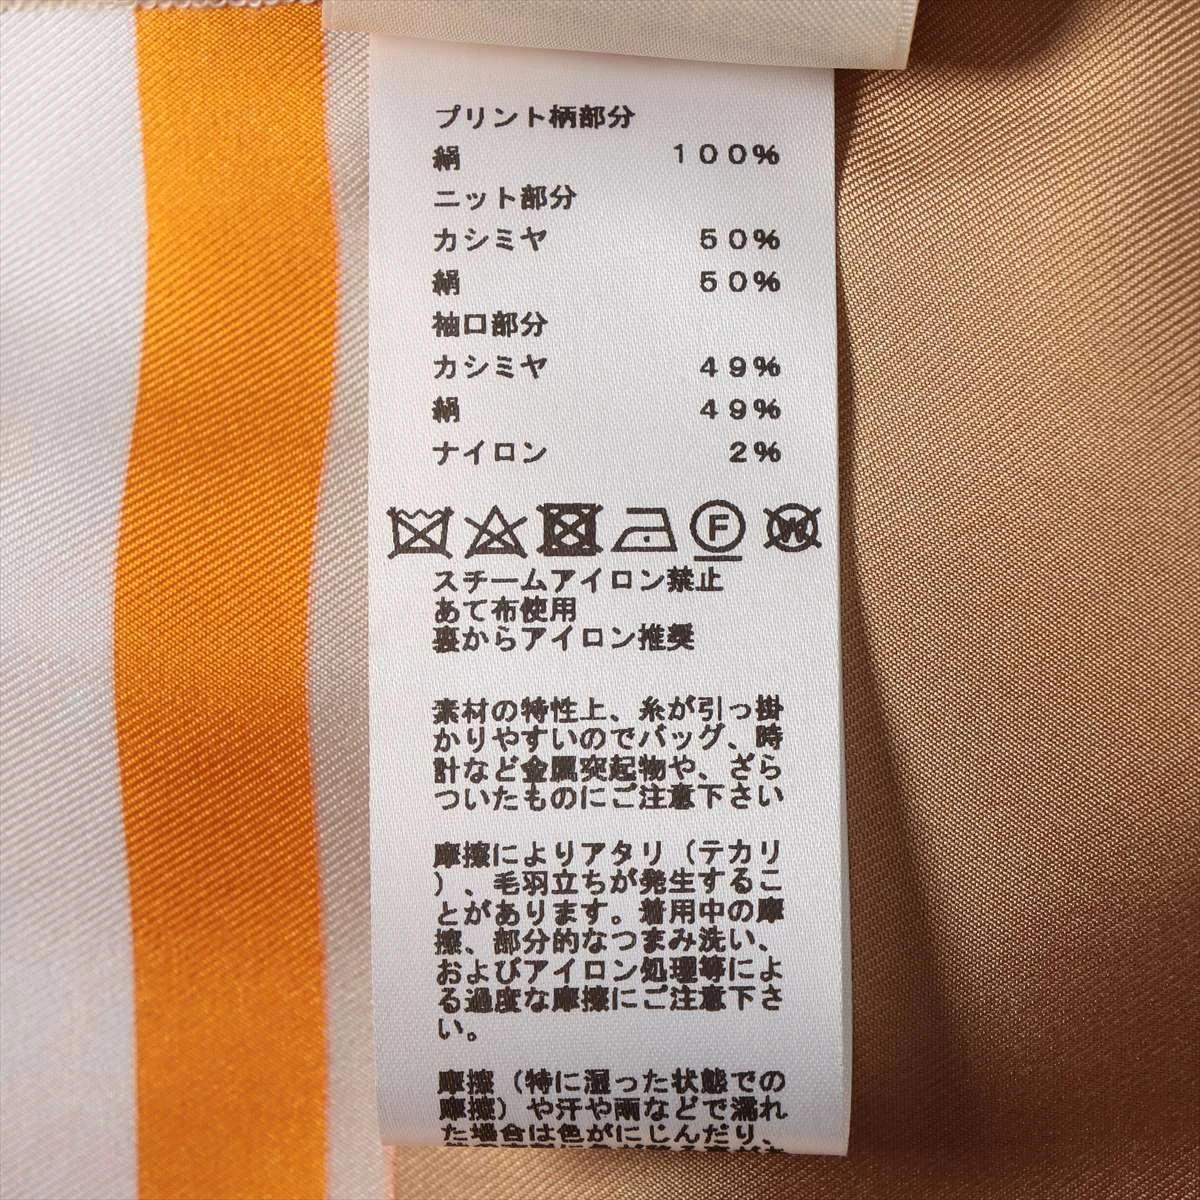 プリント柄部分
絹 100%
ニット部分
カシミヤ 50%
絹 50%
袖口部分
カシミヤ 49%
絹 49%
ナイロン 2%
F W
スチームアイロン禁止
あて布使用
裏からアイロン推奨
素材の特性上、糸が引っ掛
かりやすいのでバッグ、時
計など金属突起物や、ざら
ついたものにご注意下さい
摩擦によりアタリ(テカリ
)、毛羽立ちが発生するこ
とがあります。着用中の摩
擦、部分的なつまみ洗い、
およびアイロン処理等によ
る過度な摩擦にご注意下さ
い。
摩擦(特に湿った状態での
摩擦)や汗や雨などで濡れ
た場合は色がにじんだり、